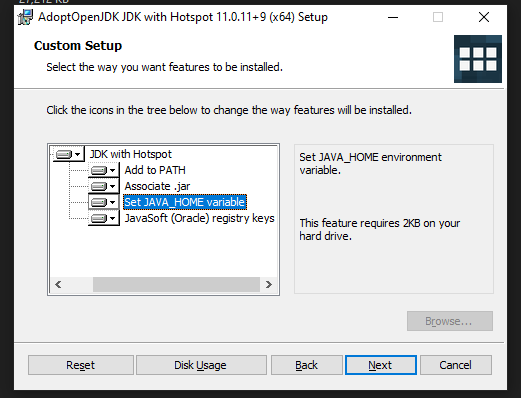 AdoptOpenJDK JDK with Hotspot 11.0.11+9 (x64) Setup
Custom Setup
Select the way you want features to be installed.
Click the icons in the tree below to change the way features will be installed.
JDK with Hotspot
Add to PATH
Associate .jar
Set JAVA_HOME variable
JavaSoft (Oracle) registry keys
Set JAVA_HOME environment
variable.
This feature requires 2KB on your
hard drive.
Browse...
Reset
Disk Usage
Back
Next
Cancel